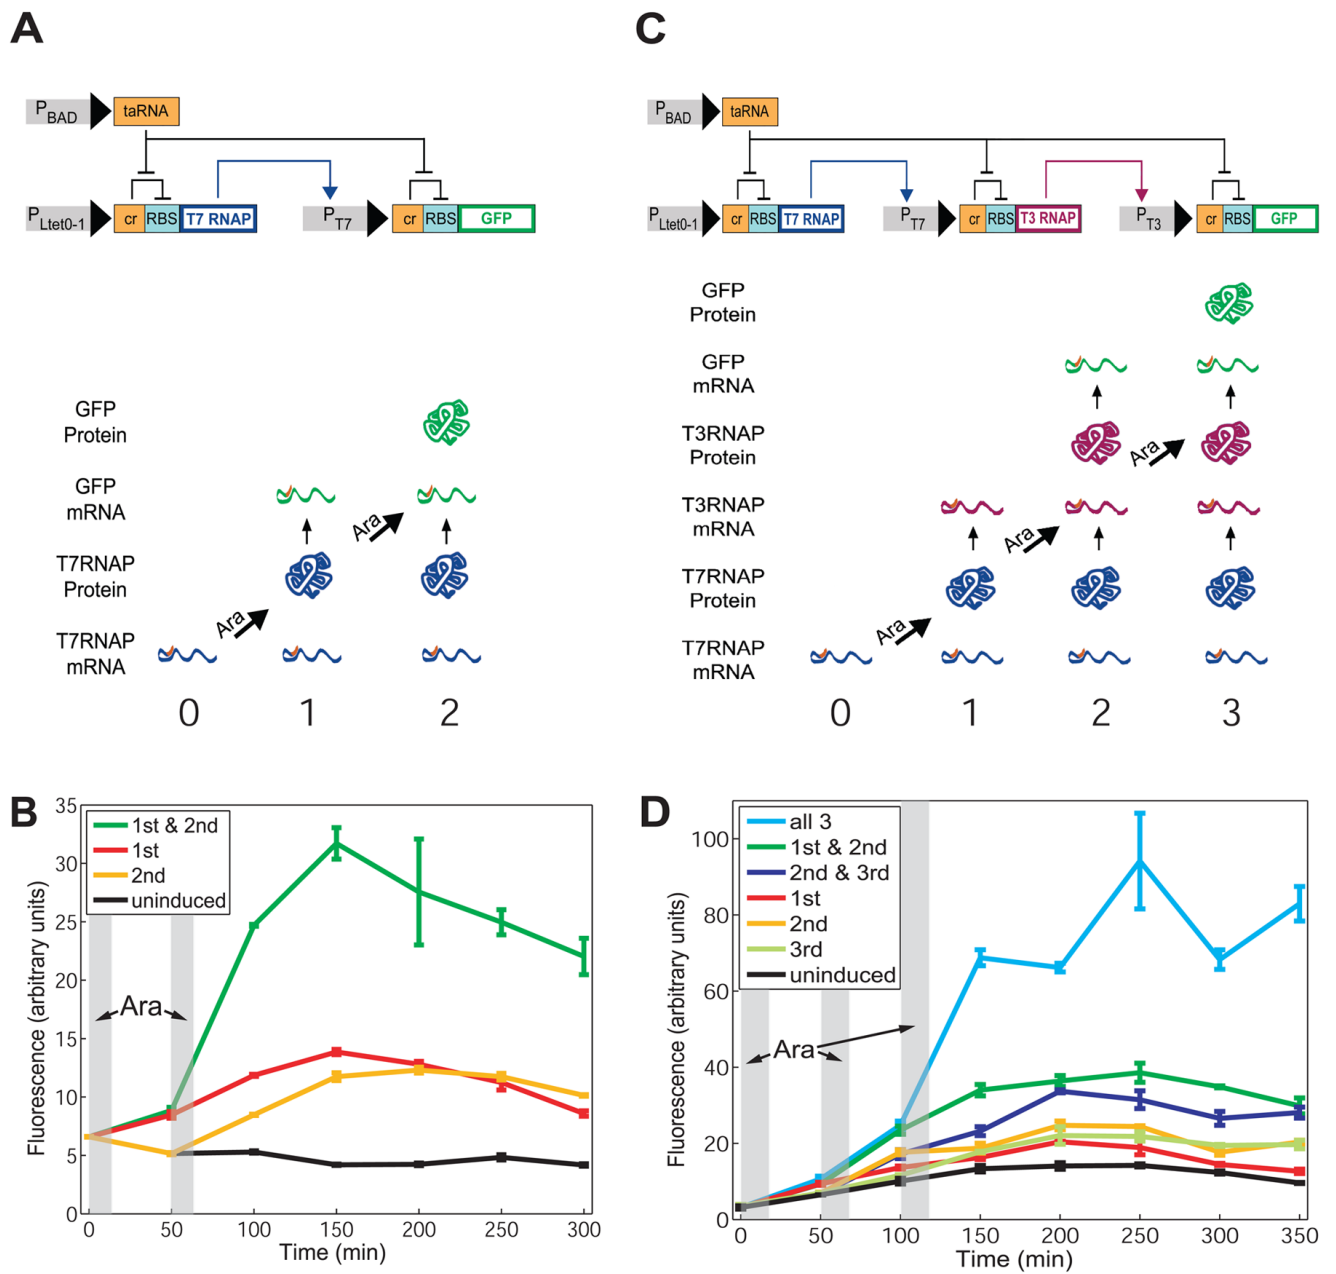 A
P BAD
taRNA
P Ltet0-1
cr
RBS
T7 RNAP
P T7
cr
RBS
GFP
GFP
Protein
GFP
mRNA
T7RNAP
Protein
T7RNAP
mRNA
Ara
Ara
0
1
2
C
P BAD
taRNA
P Ltet0-1
cr
RBS
T7 RNAP
P T7
cr
RBS
T3 RNAP
P T3
cr
RBS
GFP
GFP
Protein
GFP
mRNA
T3RNAP
Protein
T3RNAP
mRNA
T7RNAP
Protein
T7RNAP
mRNA
Ara
Ara
Ara
0
1
2
3
B
1st & 2nd
1st
2nd
uninduced
Ara
Fluorescence (arbitrary units)
35
30
25
20
15
10
5
0
0
50
100
150
200
250
300
Time (min)
D
all 3
1st & 2nd
2nd & 3rd
1st
2nd
3rd
uninduced
Ara
Fluorescence (arbitrary units)
100
80
60
40
20
0
0
50
100
150
200
250
300
350
Time (min)